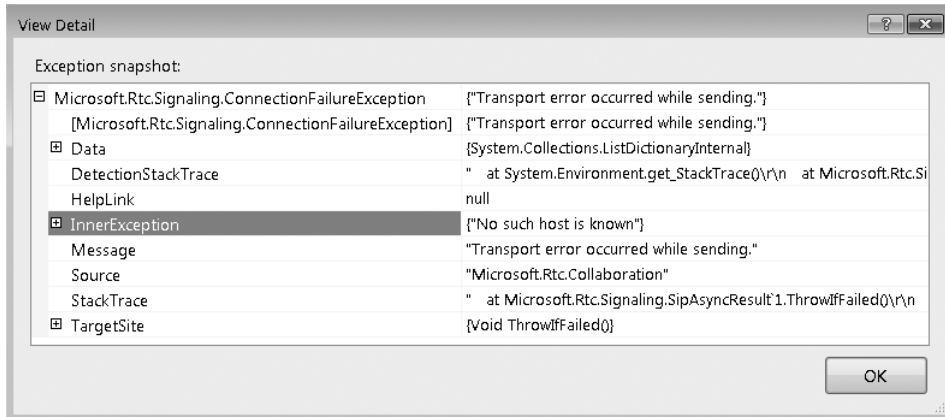 View Detail
Exception snapshot:
Microsoft.Rtc.Signaling.ConnectionFailureException {"Transport error occurred while sending."}
[Microsoft.Rtc.Signaling.ConnectionFailureException] {"Transport error occurred while sending."}
Data {System.Collections.ListDictionaryInternal}
DetectionStackTrace "   at System.Environment.get_StackTrace()\r\n   at Microsoft.Rtc.Si
HelpLink null
InnerException {"No such host is known"}
Message "Transport error occurred while sending."
Source "Microsoft.Rtc.Collaboration"
StackTrace "   at Microsoft.Rtc.Signaling.SipAsyncResult`1.ThrowIfFailed()\r\n
TargetSite {Void ThrowIfFailed()}
OK